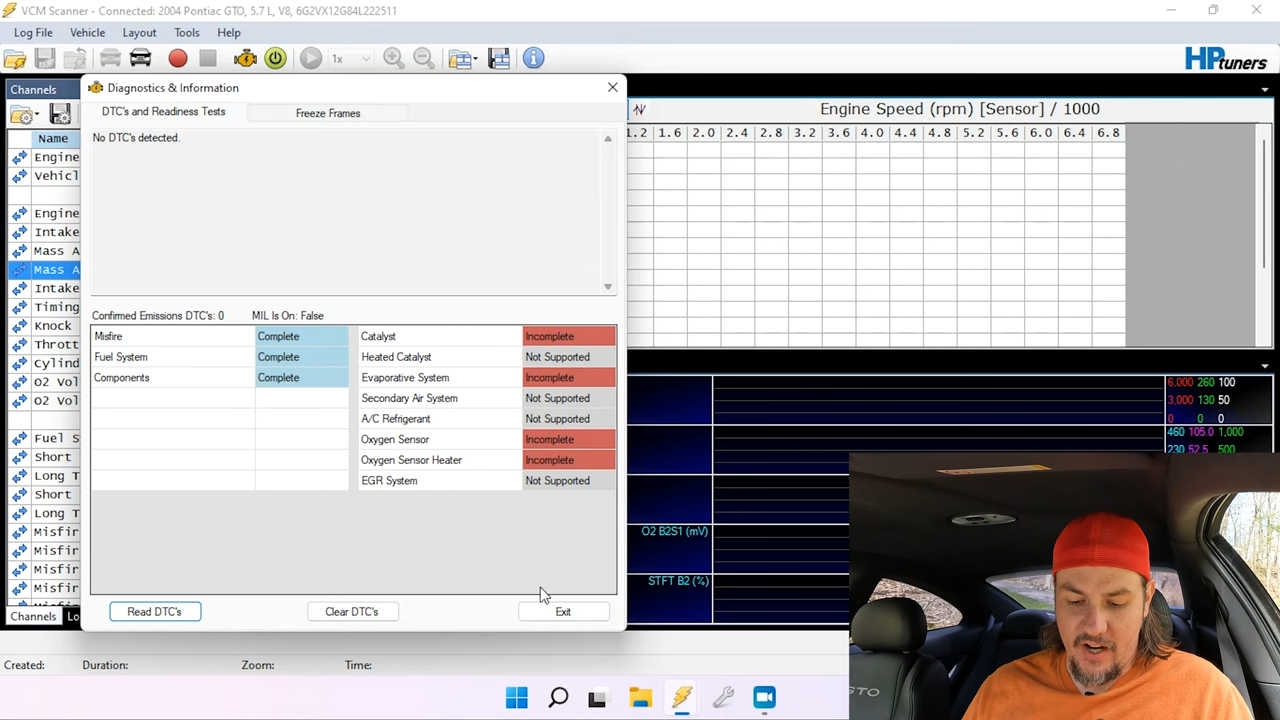 VCM Scanner - Connected: 2004 Pontiac GTO, 5.7 L, V8, 6G2VX12G84L222511
Log File Vehicle Layout Tools Help
1x
HPtuners
Channels
Diagnostics & Information
DTC's and Readiness Tests Freeze Frames
No DTC's detected.
Engine Speed (rpm) [Sensor] / 1000
1.2 1.6 2.0 2.4 2.8 3.2 3.6 4.0 4.4 4.8 5.2 5.6 6.0 6.4 6.8
Name
Engine
Vehicl
Engine
Intake
Mass A
Mass A
Intake
Timing
Knock
Thrott
Cylind
O2 Vol
O2 Vol
Fuel S
Short
Long T
Short
Long T
Misfir
Misfir
Misfir
Misfir
Channels Lo
Confirmed Emissions DTC's: 0 MIL Is On: False
Misfire Complete Catalyst Incomplete
Fuel System Complete Heated Catalyst Not Supported
Components Complete Evaporative System Incomplete
Secondary Air System Not Supported
A/C Refrigerant Not Supported
Oxygen Sensor Incomplete
Oxygen Sensor Heater Incomplete
EGR System Not Supported
Read DTC's Clear DTC's Exit
6,000 260 100
3,000 130 50
0 0 0
460 105.0 1,000
230 52.5 500
O2 B2S1 (mV)
STFT B2 (%)
Created: Duration: Zoom: Time:
GTO